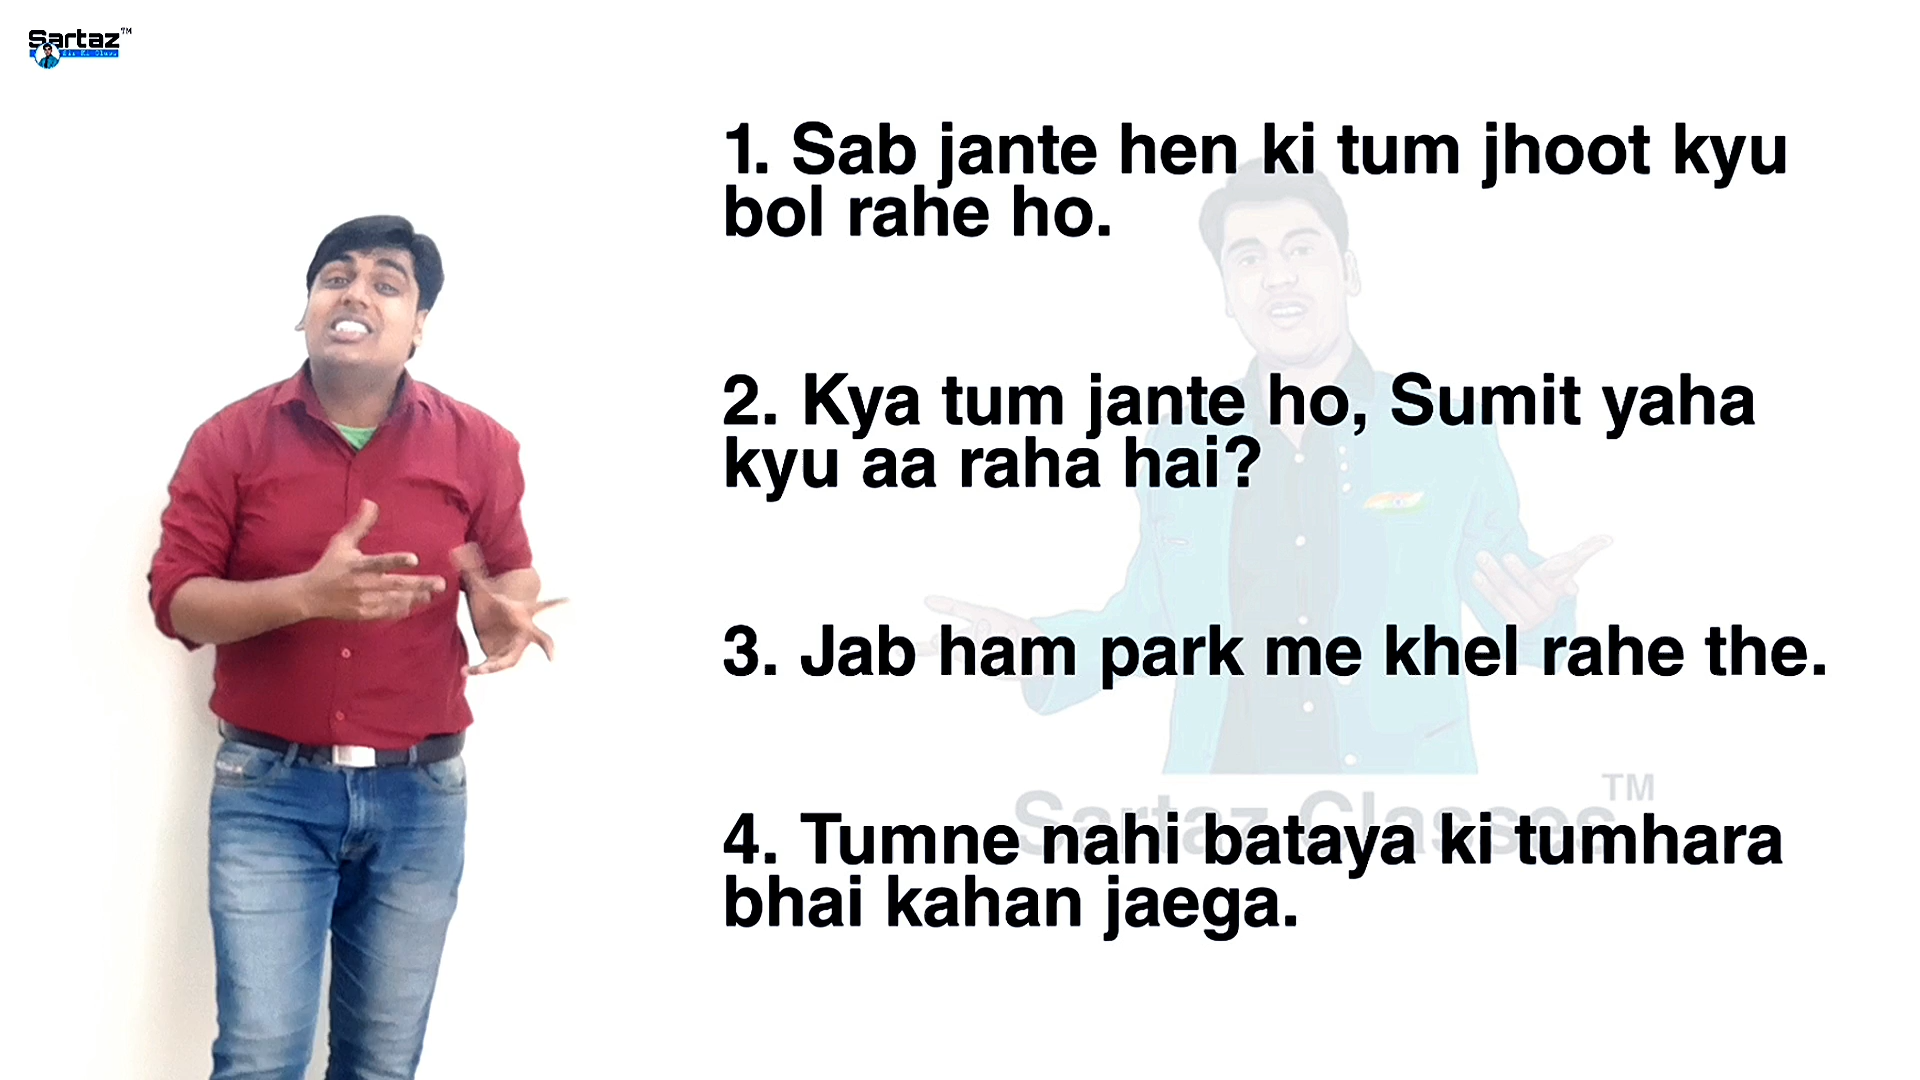 Sartaz™
1. Sab jante hen ki tum jhoot kyu
bol rahe ho.
2. Kya tum jante ho, Sumit yaha
kyu aa raha hai?
3. Jab ham park me khel rahe the.
Sartaz Classes™
4. Tumne nahi bataya ki tumhara
bhai kahan jaega.